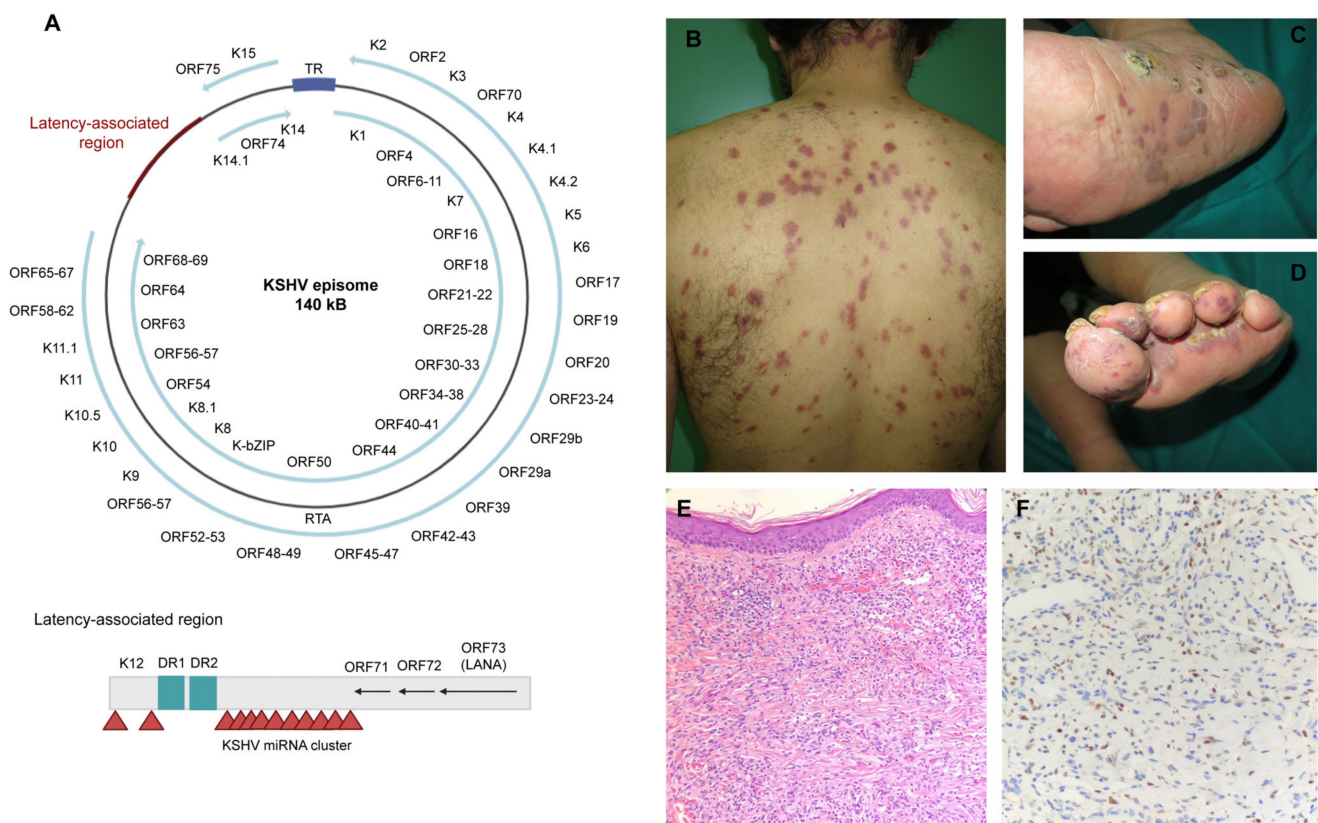 A
K2
ORF2
K3
ORF70
K4
K4.1
K4.2
K5
K6
ORF17
ORF19
ORF20
ORF23-24
ORF29b
ORF29a
ORF39
ORF42-43
ORF45-47
ORF48-49
ORF52-53
ORF56-57
K9
K10
K10.5
K11
K11.1
ORF58-62
ORF65-67
K15
ORF75
TR
Latency-associated
region
K14
ORF74
K14.1
K1
ORF4
ORF6-11
K7
ORF16
ORF18
ORF21-22
ORF25-28
ORF30-33
ORF34-38
ORF40-41
ORF44
ORF50
K-bZIP
K8
K8.1
ORF54
ORF56-57
ORF63
ORF64
ORF68-69
RTA
KSHV episome
140 kB
Latency-associated region
K12
DR1
DR2
ORF71
ORF72
ORF73
(LANA)
KSHV miRNA cluster
B
C
D
E
F